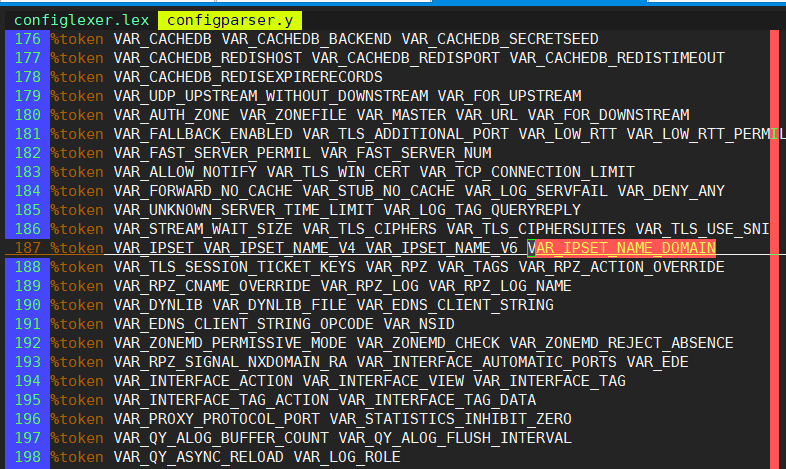 configlexer.lex configparser.y
176 %token VAR_CACHEDB VAR_CACHEDB_BACKEND VAR_CACHEDB_SECRETSEED
177 %token VAR_CACHEDB_REDISHOST VAR_CACHEDB_REDISPORT VAR_CACHEDB_REDISTIMEOUT
178 %token VAR_CACHEDB_REDISEXPIRERECORDS
179 %token VAR_UDP_UPSTREAM_WITHOUT_DOWNSTREAM VAR_FOR_UPSTREAM
180 %token VAR_AUTH_ZONE VAR_ZONEFILE VAR_MASTER VAR_URL VAR_FOR_DOWNSTREAM
181 %token VAR_FALLBACK_ENABLED VAR_TLS_ADDITIONAL_PORT VAR_LOW_RTT VAR_LOW_RTT_PERMIL
182 %token VAR_FAST_SERVER_PERMIL VAR_FAST_SERVER_NUM
183 %token VAR_ALLOW_NOTIFY VAR_TLS_WIN_CERT VAR_TCP_CONNECTION_LIMIT
184 %token VAR_FORWARD_NO_CACHE VAR_STUB_NO_CACHE VAR_LOG_SERVFAIL VAR_DENY_ANY
185 %token VAR_UNKNOWN_SERVER_TIME_LIMIT VAR_LOG_TAG_QUERYREPLY
186 %token VAR_STREAM_WAIT_SIZE VAR_TLS_CIPHERS VAR_TLS_CIPHERSUITES VAR_TLS_USE_SNI
187 %token VAR_IPSET VAR_IPSET_NAME_V4 VAR_IPSET_NAME_V6 VAR_IPSET_NAME_DOMAIN
188 %token VAR_TLS_SESSION_TICKET_KEYS VAR_RPZ VAR_TAGS VAR_RPZ_ACTION_OVERRIDE
189 %token VAR_RPZ_CNAME_OVERRIDE VAR_RPZ_LOG VAR_RPZ_LOG_NAME
190 %token VAR_DYNLIB VAR_DYNLIB_FILE VAR_EDNS_CLIENT_STRING
191 %token VAR_EDNS_CLIENT_STRING_OPCODE VAR_NSID
192 %token VAR_ZONEMD_PERMISSIVE_MODE VAR_ZONEMD_CHECK VAR_ZONEMD_REJECT_ABSENCE
193 %token VAR_RPZ_SIGNAL_NXDOMAIN_RA VAR_INTERFACE_AUTOMATIC_PORTS VAR_EDE
194 %token VAR_INTERFACE_ACTION VAR_INTERFACE_VIEW VAR_INTERFACE_TAG
195 %token VAR_INTERFACE_TAG_ACTION VAR_INTERFACE_TAG_DATA
196 %token VAR_PROXY_PROTOCOL_PORT VAR_STATISTICS_INHIBIT_ZERO
197 %token VAR_QY_ALOG_BUFFER_COUNT VAR_QY_ALOG_FLUSH_INTERVAL
198 %token VAR_QY_ASYNC_RELOAD VAR_LOG_ROLE